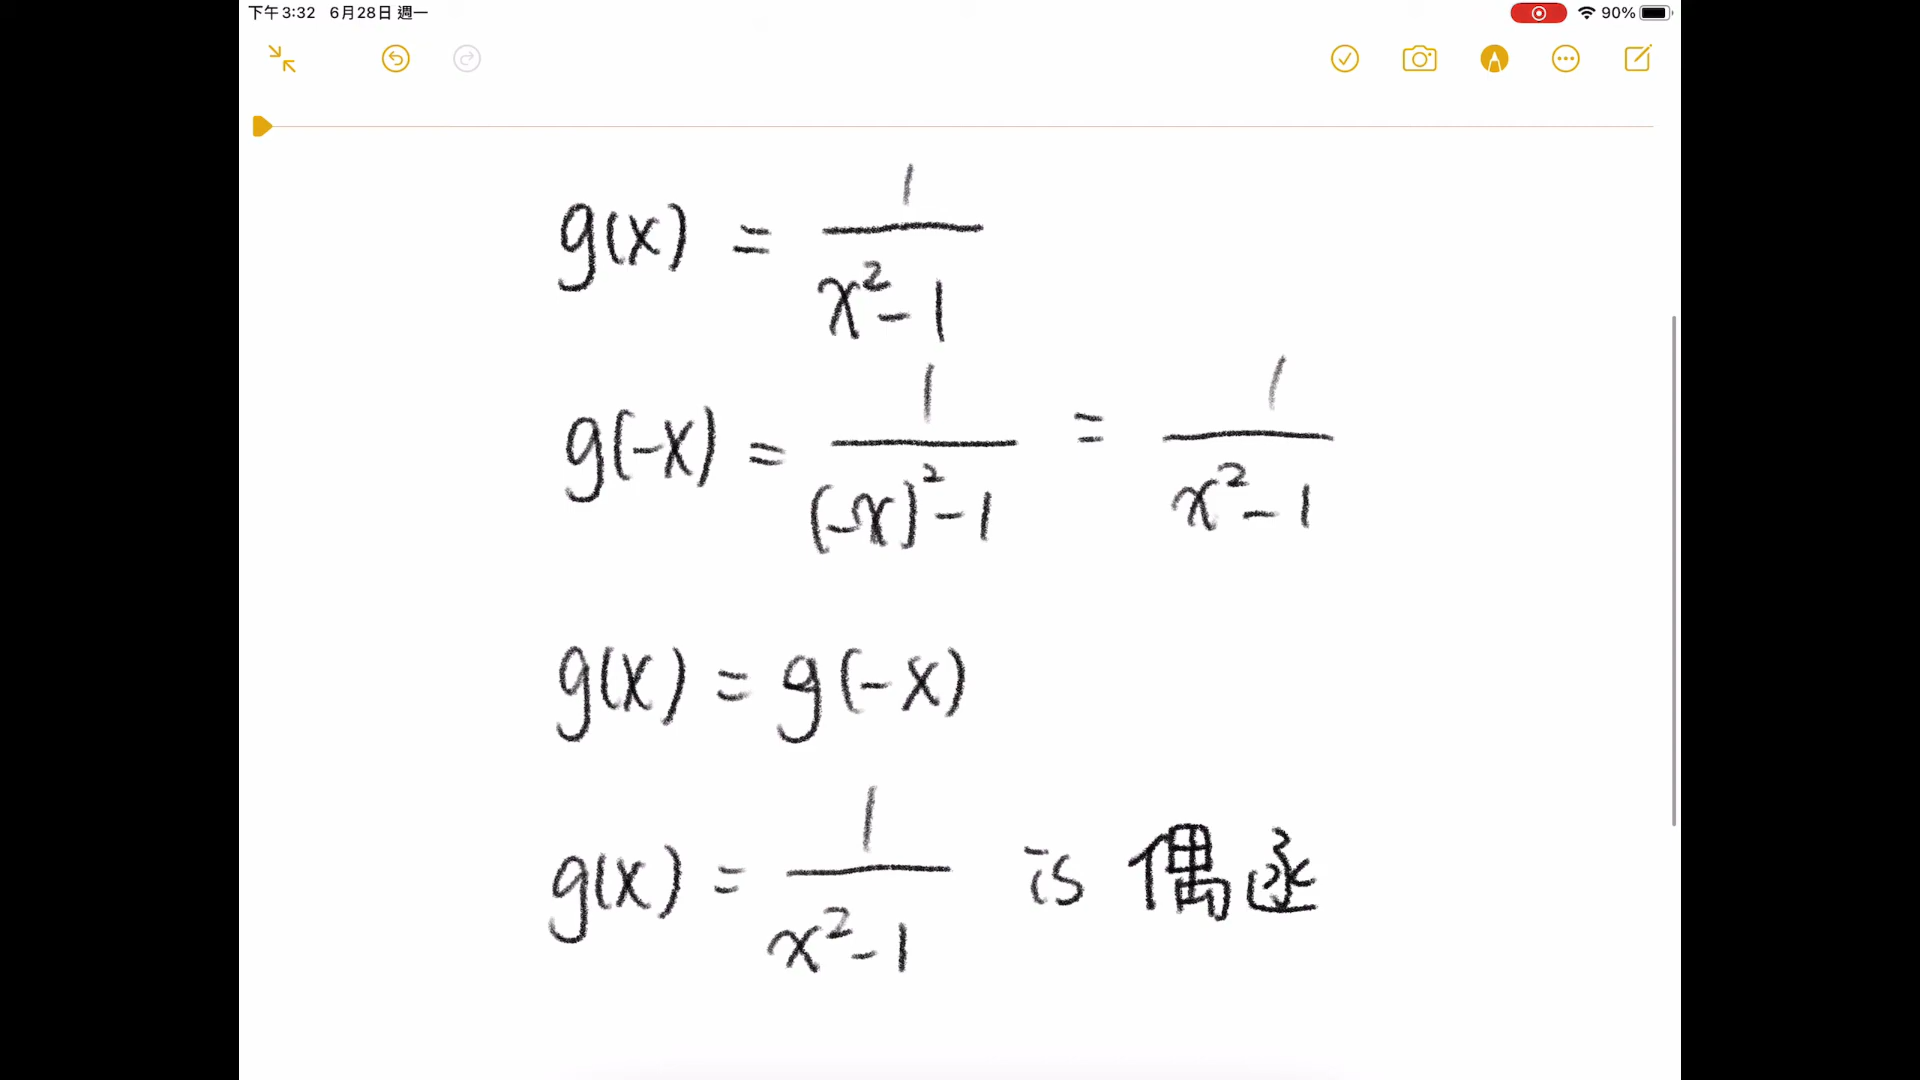 下午3:32 6月28日 週一 90%
g(x) = 1/(x²-1)
g(-x) = 1/((-x)²-1) = 1/(x²-1)
g(x) = g(-x)
g(x) = 1/(x²-1) is 偶函